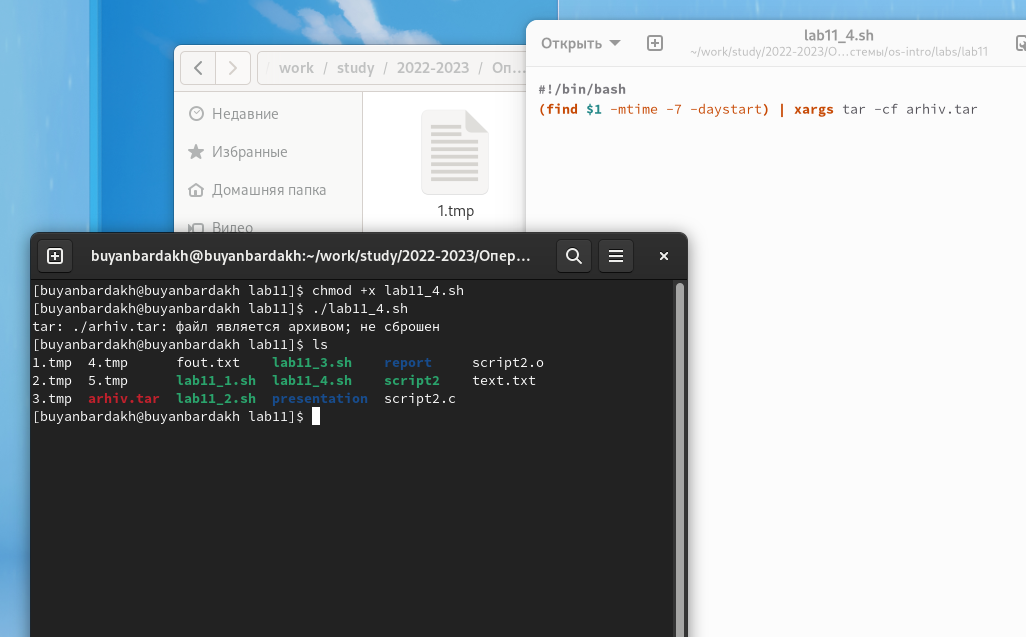 Открыть
lab11_4.sh
~/work/study/2022-2023/О…стемы/os-intro/labs/lab11
#!/bin/bash
(find $1 -mtime -7 -daystart) | xargs tar -cf arhiv.tar
/ work / study / 2022-2023 / Оп…
Недавние
Избранные
Домашняя папка
Видео
1.tmp
buyanbardakh@buyanbardakh:~/work/study/2022-2023/Опер…
[buyanbardakh@buyanbardakh lab11]$ chmod +x lab11_4.sh
[buyanbardakh@buyanbardakh lab11]$ ./lab11_4.sh
tar: ./arhiv.tar: файл является архивом; не сброшен
[buyanbardakh@buyanbardakh lab11]$ ls
1.tmp  4.tmp      fout.txt    lab11_3.sh    report     script2.o
2.tmp  5.tmp      lab11_1.sh  lab11_4.sh    script2    text.txt
3.tmp  arhiv.tar  lab11_2.sh  presentation  script2.c
[buyanbardakh@buyanbardakh lab11]$